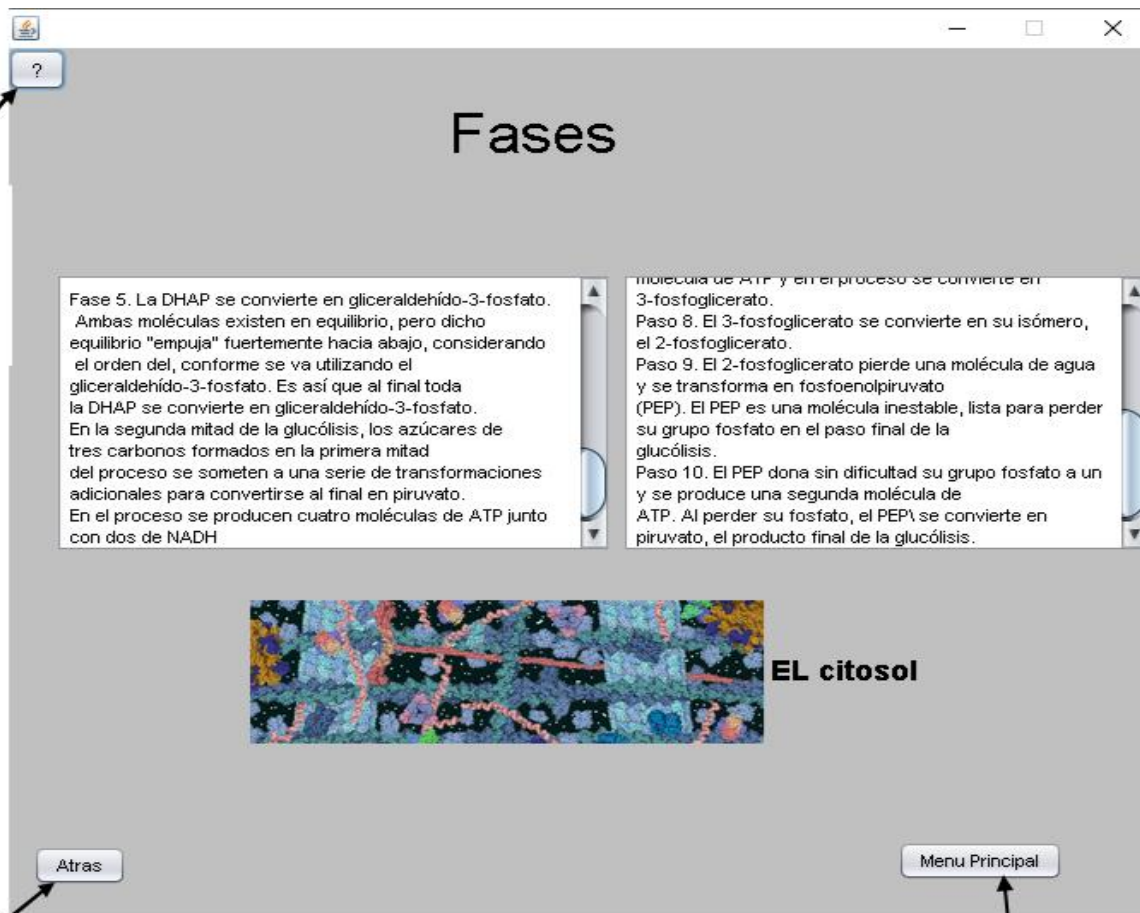 ?
Fases
Fase 5. La DHAP se convierte en gliceraldehído-3-fosfato.
Ambas moléculas existen en equilibrio, pero dicho
equilibrio "empuja" fuertemente hacia abajo, considerando
el orden del, conforme se va utilizando el
gliceraldehído-3-fosfato. Es así que al final toda
la DHAP se convierte en gliceraldehído-3-fosfato.
En la segunda mitad de la glucólisis, los azúcares de
tres carbonos formados en la primera mitad
del proceso se someten a una serie de transformaciones
adicionales para convertirse al final en piruvato.
En el proceso se producen cuatro moléculas de ATP junto
con dos de NADH
molécula de ATP y en el proceso se convierte en
3-fosfoglicerato.
Paso 8. El 3-fosfoglicerato se convierte en su isómero,
el 2-fosfoglicerato.
Paso 9. El 2-fosfoglicerato pierde una molécula de agua
y se transforma en fosfoenolpiruvato
(PEP). El PEP es una molécula inestable, lista para perder
su grupo fosfato en el paso final de la
glucólisis.
Paso 10. El PEP dona sin dificultad su grupo fosfato a un
y se produce una segunda molécula de
ATP. Al perder su fosfato, el PEP\ se convierte en
piruvato, el producto final de la glucólisis.
EL citosol
Atras
Menu Principal